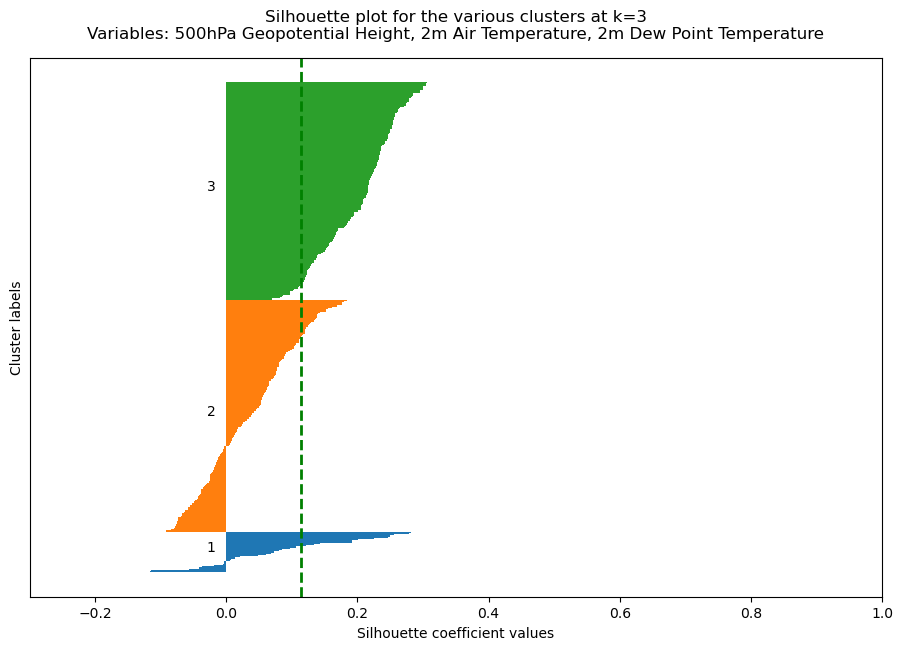 Silhouette plot for the various clusters at k=3
Variables: 500hPa Geopotential Height, 2m Air Temperature, 2m Dew Point Temperature
3
2
1
Cluster labels
−0.2 0.0 0.2 0.4 0.6 0.8 1.0
Silhouette coefficient values